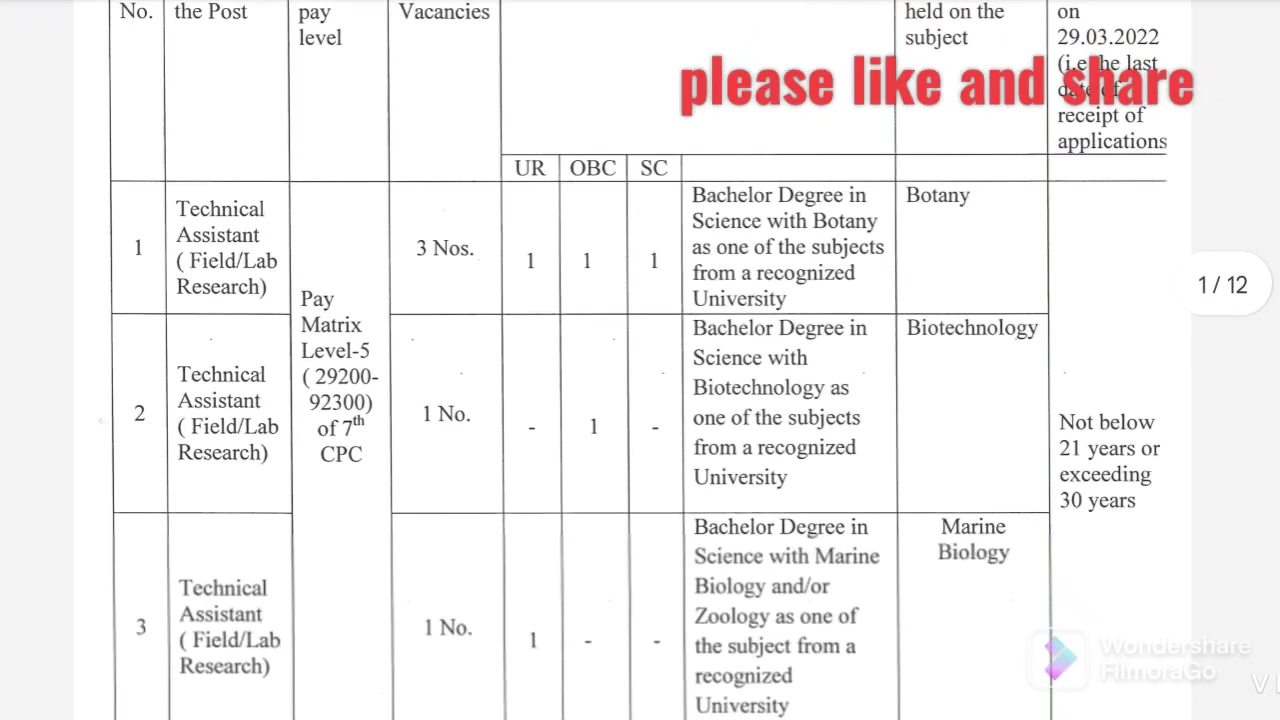 No.
the Post
pay
level
Vacancies
held on the
subject
on
29.03.2022
(i.e the last
date of
receipt of
applications
please like and share
UR
OBC
SC
1
Technical
Assistant
( Field/Lab
Research)
Pay
Matrix
Level-5
( 29200-
92300)
of 7th
CPC
3 Nos.
1
1
1
Bachelor Degree in
Science with Botany
as one of the subjects
from a recognized
University
Botany
Not below
21 years or
exceeding
30 years
2
Technical
Assistant
( Field/Lab
Research)
1 No.
-
1
-
Bachelor Degree in
Science with
Biotechnology as
one of the subjects
from a recognized
University
Biotechnology
3
Technical
Assistant
( Field/Lab
Research)
1 No.
1
-
-
Bachelor Degree in
Science with Marine
Biology and/or
Zoology as one of
the subject from a
recognized
University
Marine
Biology
1 / 12
Wondershare
FilmoraGo